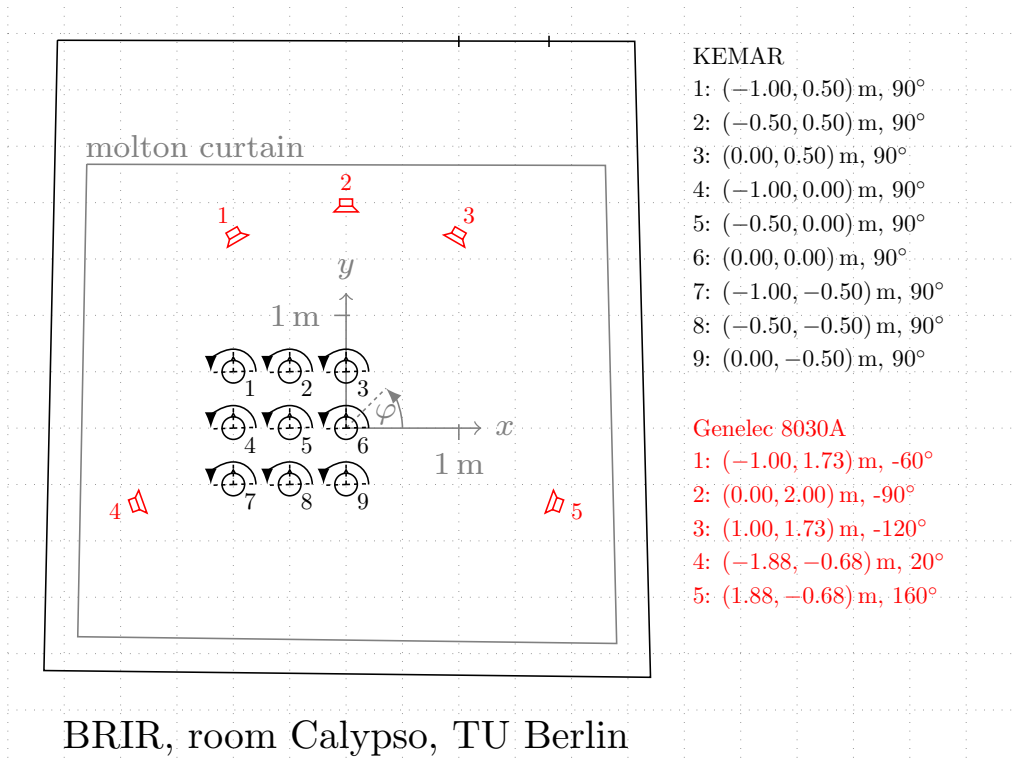 molton curtain
1
2
3
y
1 m
1 2 3
φ
x
4 5 6
1 m
7 8 9
4
5
BRIR, room Calypso, TU Berlin
KEMAR
1: (−1.00, 0.50) m, 90°
2: (−0.50, 0.50) m, 90°
3: (0.00, 0.50) m, 90°
4: (−1.00, 0.00) m, 90°
5: (−0.50, 0.00) m, 90°
6: (0.00, 0.00) m, 90°
7: (−1.00, −0.50) m, 90°
8: (−0.50, −0.50) m, 90°
9: (0.00, −0.50) m, 90°
Genelec 8030A
1: (−1.00, 1.73) m, -60°
2: (0.00, 2.00) m, -90°
3: (1.00, 1.73) m, -120°
4: (−1.88, −0.68) m, 20°
5: (1.88, −0.68) m, 160°